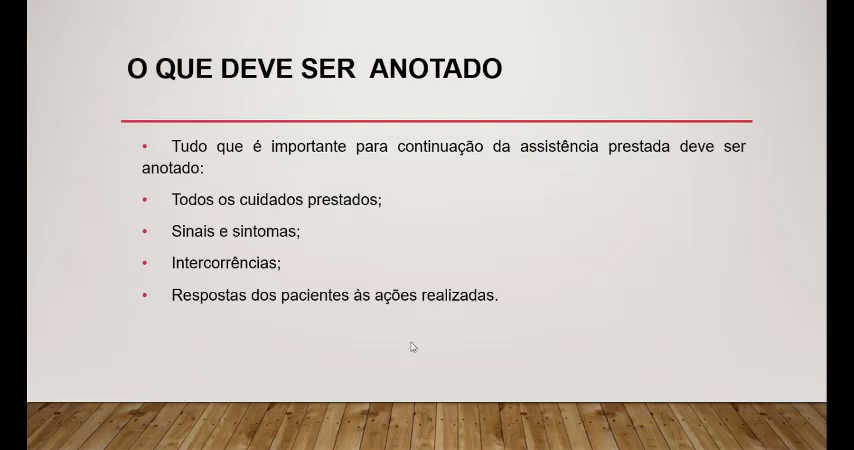 O QUE DEVE SER  ANOTADO
• Tudo que é importante para continuação da assistência prestada deve ser
anotado:
• Todos os cuidados prestados;
• Sinais e sintomas;
• Intercorrências;
• Respostas dos pacientes às ações realizadas.